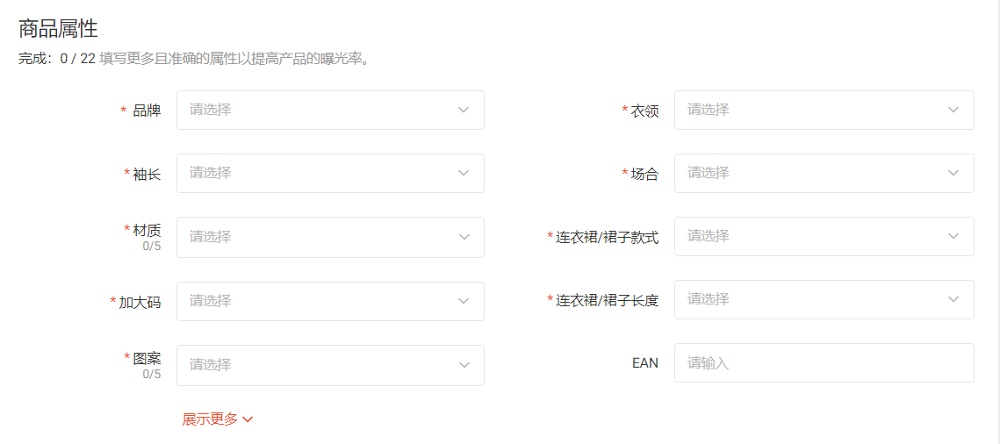 商品属性
完成：0 / 22 填写更多且准确的属性以提高产品的曝光率。
* 品牌 请选择
* 衣领 请选择
* 袖长 请选择
* 场合 请选择
* 材质 请选择
0/5
* 连衣裙/裙子款式 请选择
* 加大码 请选择
* 连衣裙/裙子长度 请选择
* 图案 请选择
0/5
EAN 请输入
展示更多